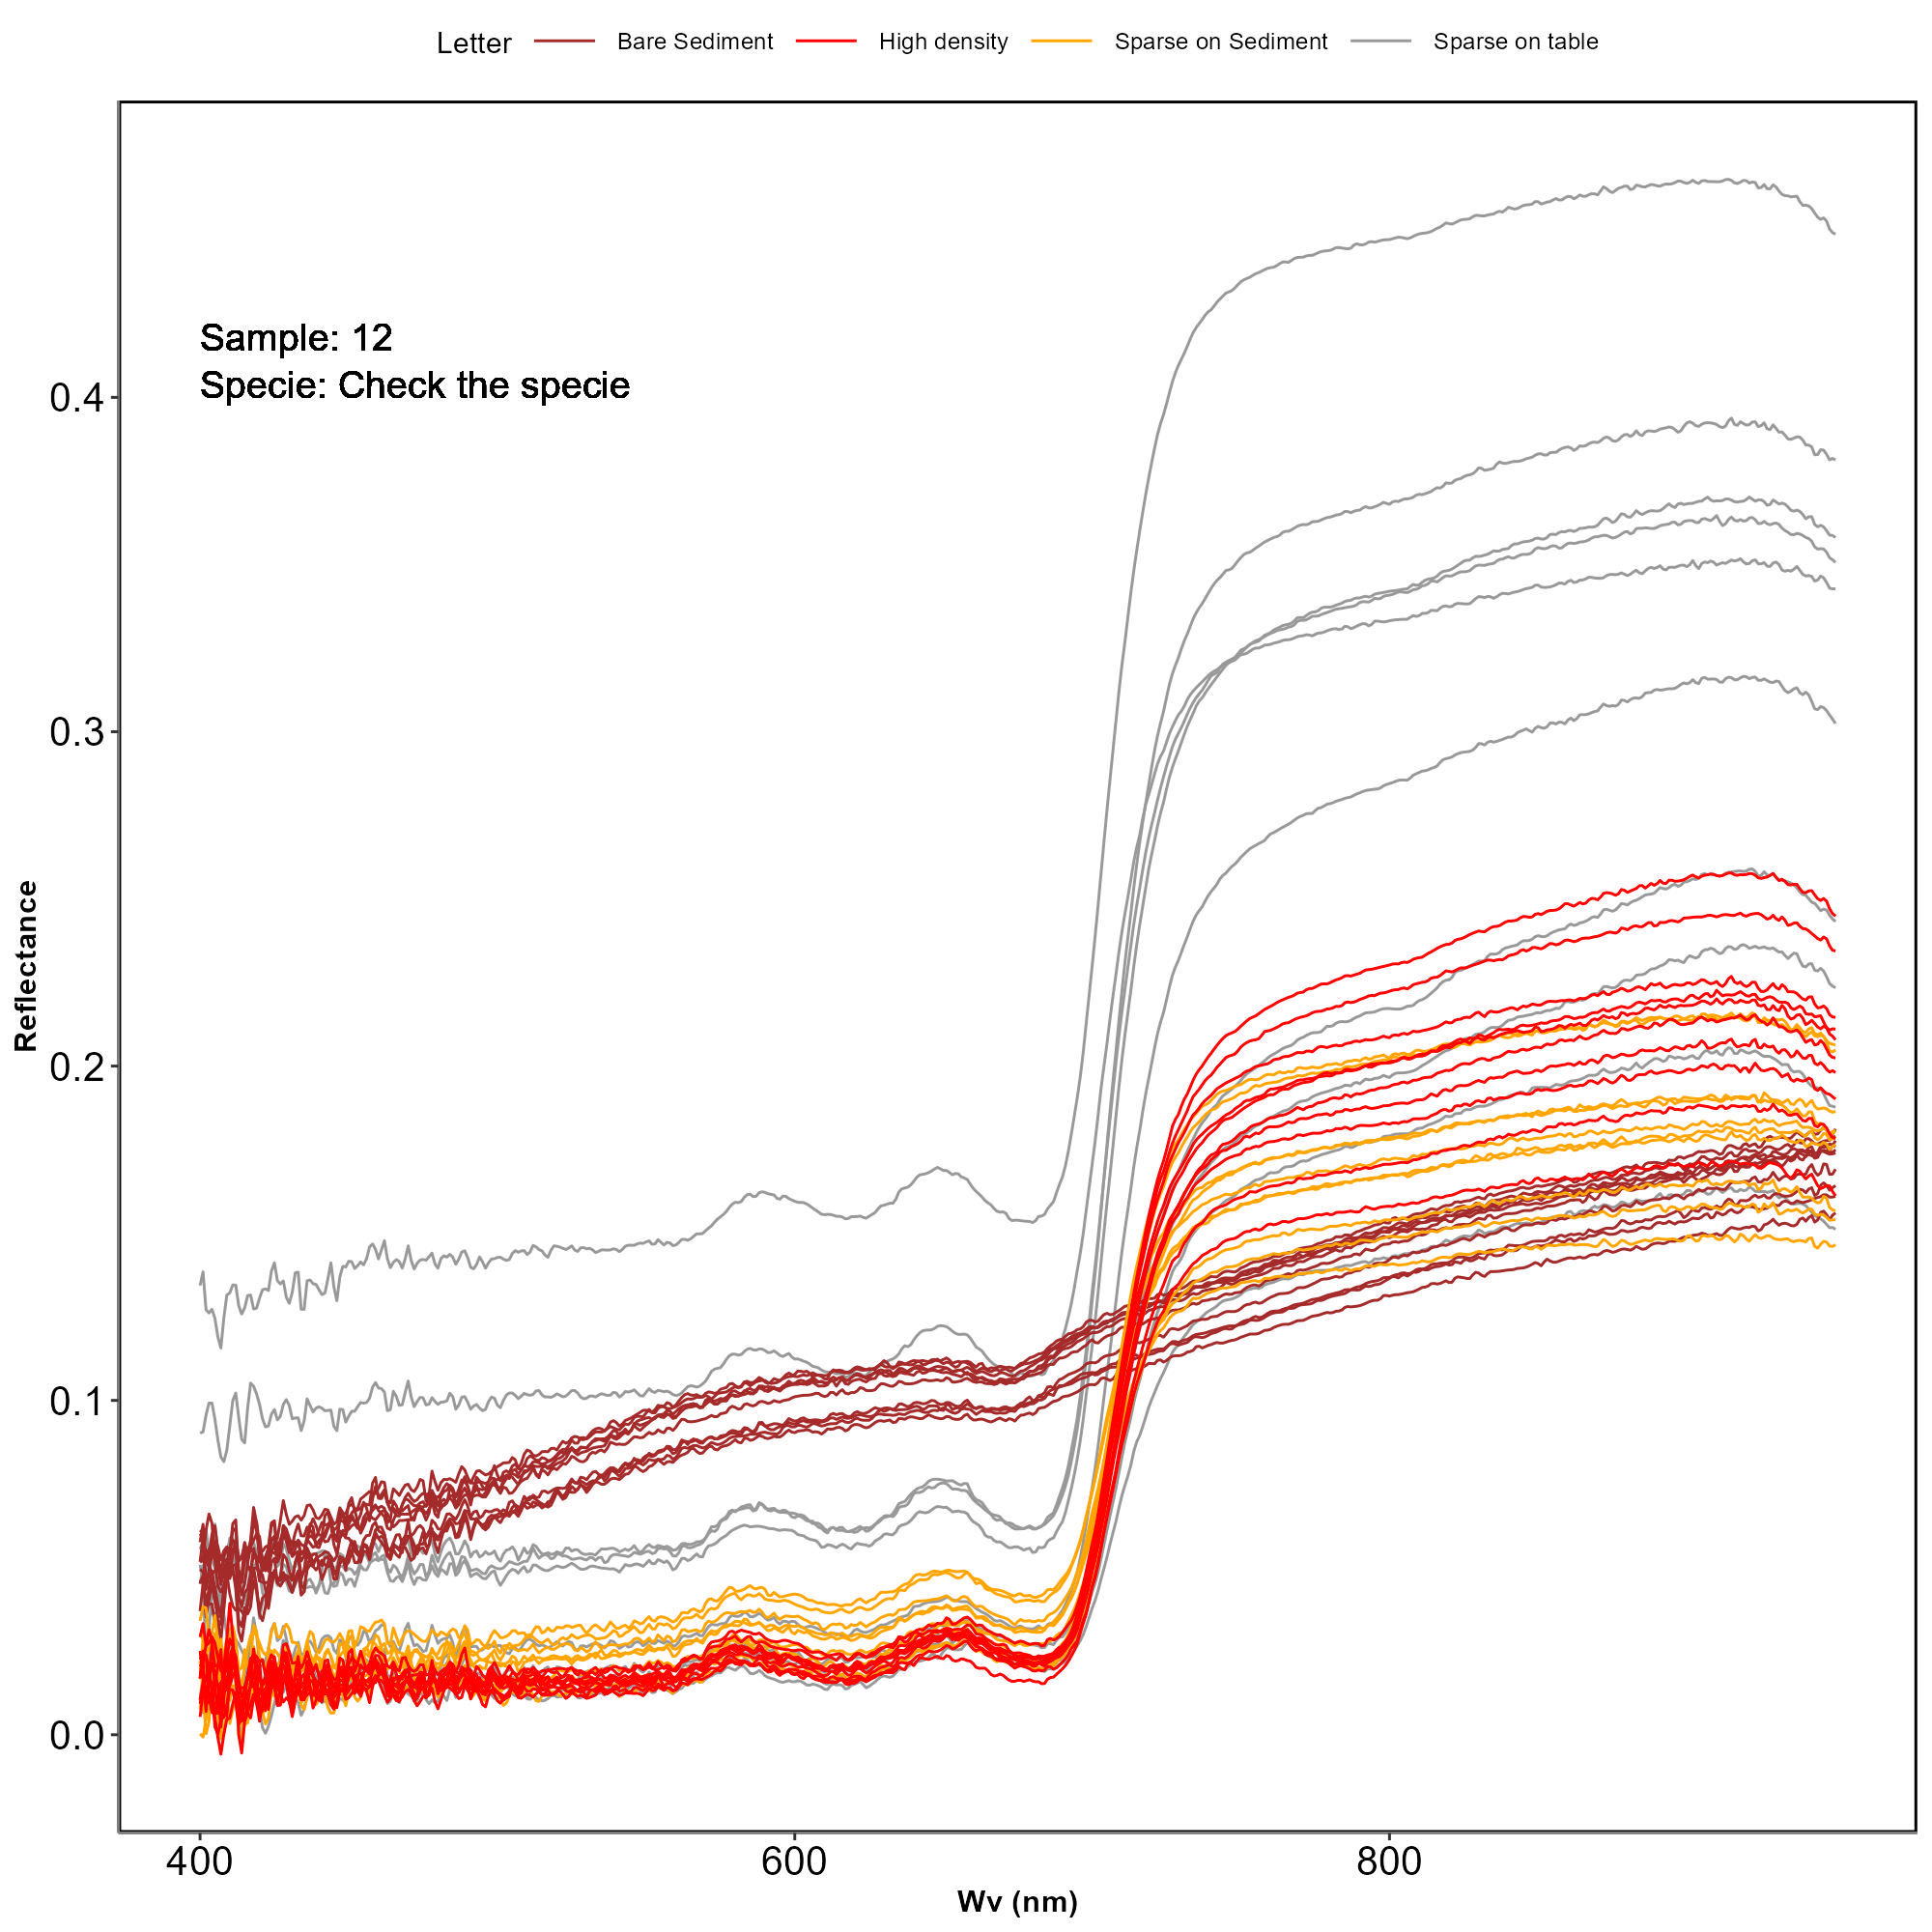 Letter Bare Sediment High density Sparse on Sediment Sparse on table
Sample: 12
Specie: Check the specie
0.4
0.3
0.2
0.1
0.0
Reflectance
400 600 800
Wv (nm)